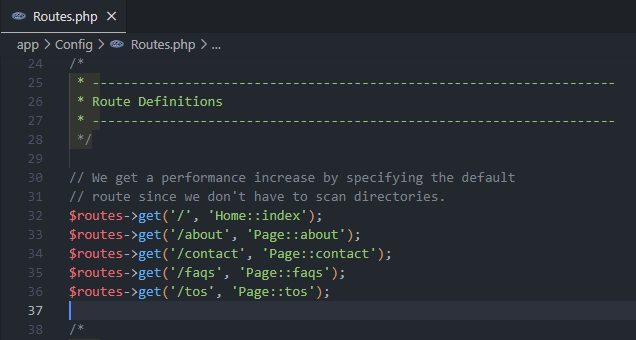 Routes.php ×
app > Config > Routes.php > ...
24 /*
25 * --------------------------------------------------------------------
26 * Route Definitions
27 * --------------------------------------------------------------------
28 */
29
30 // We get a performance increase by specifying the default
31 // route since we don't have to scan directories.
32 $routes->get('/', 'Home::index');
33 $routes->get('/about', 'Page::about');
34 $routes->get('/contact', 'Page::contact');
35 $routes->get('/faqs', 'Page::faqs');
36 $routes->get('/tos', 'Page::tos');
37
38 /*